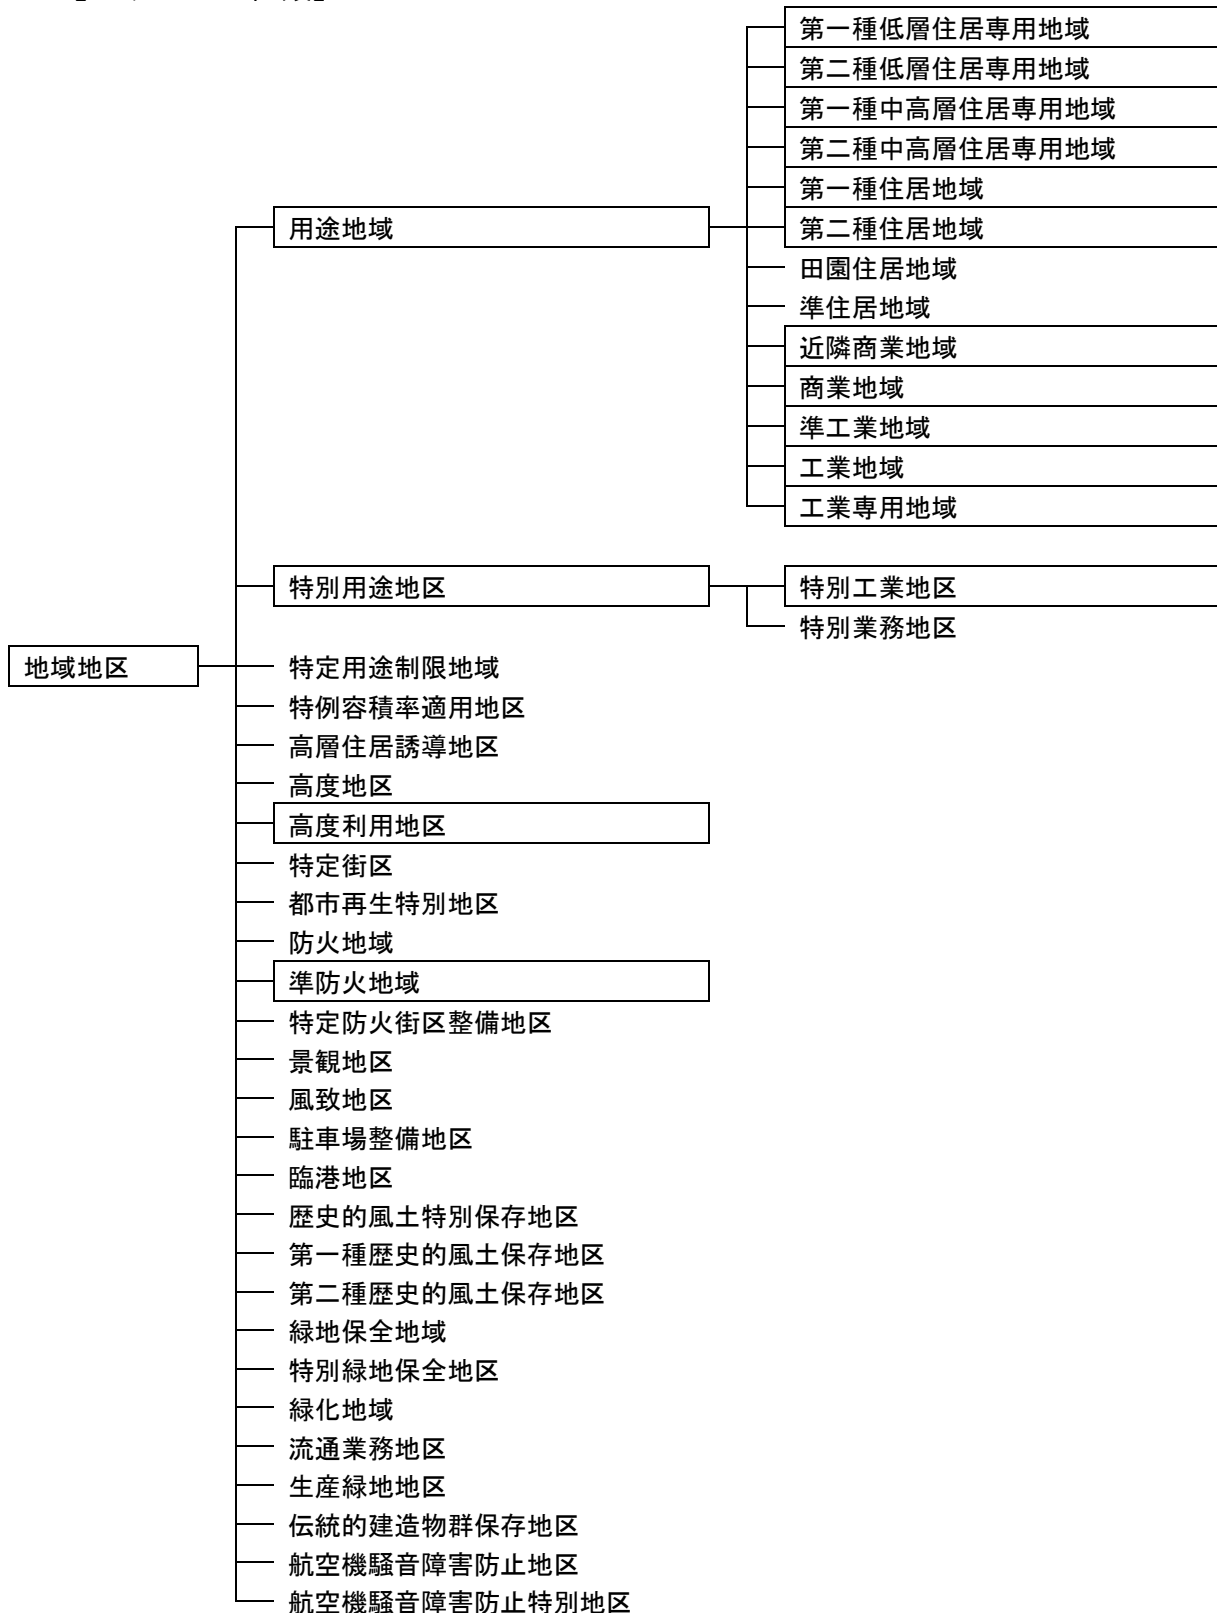 第一種低層住居専用地域
第二種低層住居専用地域
第一種中高層住居専用地域
第二種中高層住居専用地域
第一種住居地域
用途地域
第二種住居地域
田園住居地域
準住居地域
近隣商業地域
商業地域
準工業地域
工業地域
工業専用地域
特別用途地区
特別工業地区
特別業務地区
地域地区
特定用途制限地域
特例容積率適用地区
高層住居誘導地区
高度地区
高度利用地区
特定街区
都市再生特別地区
防火地域
準防火地域
特定防火街区整備地区
景観地区
風致地区
駐車場整備地区
臨港地区
歴史的風土特別保存地区
第一種歴史的風土保存地区
第二種歴史的風土保存地区
緑地保全地域
特別緑地保全地区
緑化地域
流通業務地区
生産緑地地区
伝統的建造物群保存地区
航空機騒音障害防止地区
航空機騒音障害防止特別地区